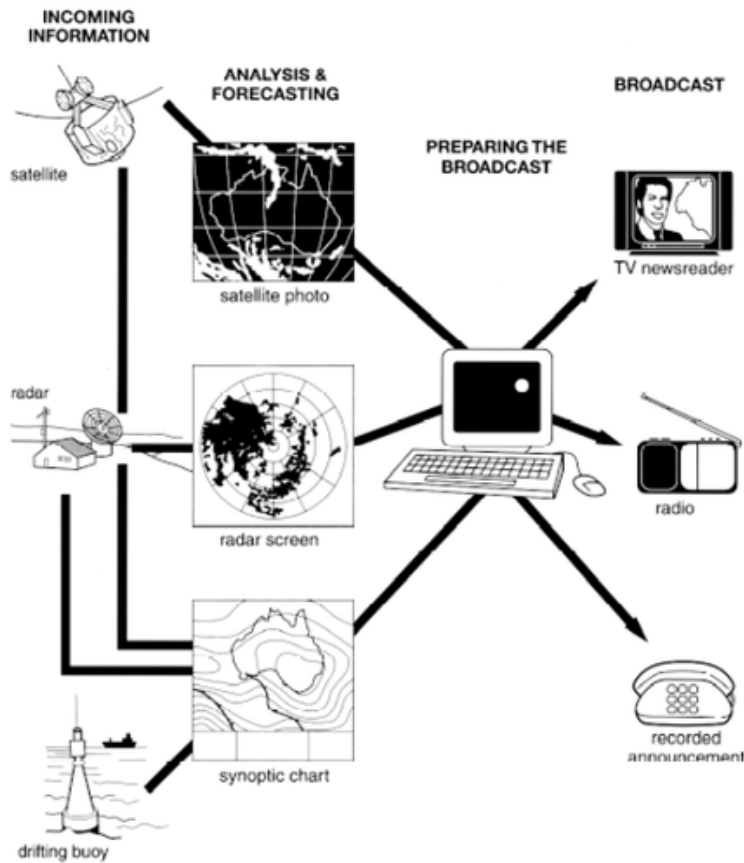 INCOMING
INFORMATION
ANALYSIS &
FORECASTING
PREPARING THE
BROADCAST
BROADCAST
satellite
satellite photo
TV newsreader
radar
radar screen
radio
synoptic chart
recorded
announcement
drifting buoy